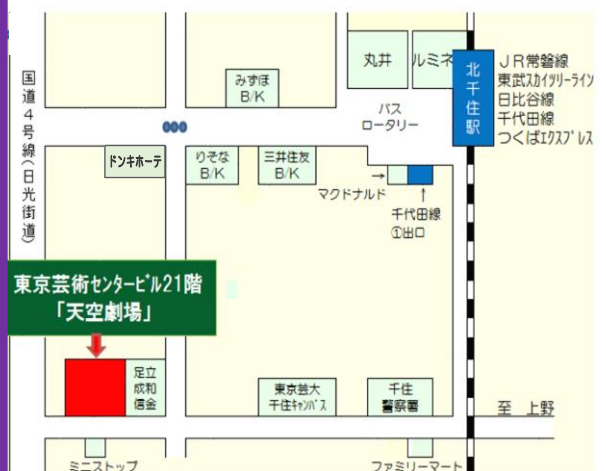 丸井
ルミネ
北千住駅
JR常磐線
東武スカイツリーライン
日比谷線
千代田線
つくばエクスプレス
みずほ
B/K
バス
ロータリー
国道4号線(日光街道)
ドンキホーテ
りそな
B/K
三井住友
B/K
→
マクドナルド
↑
千代田線
①出口
東京芸術センタービル21階
「天空劇場」
足立
成和
信金
東京芸大
千住キャンパス
千住
警察署
至 上野
ミニストップ
ファミリーマート